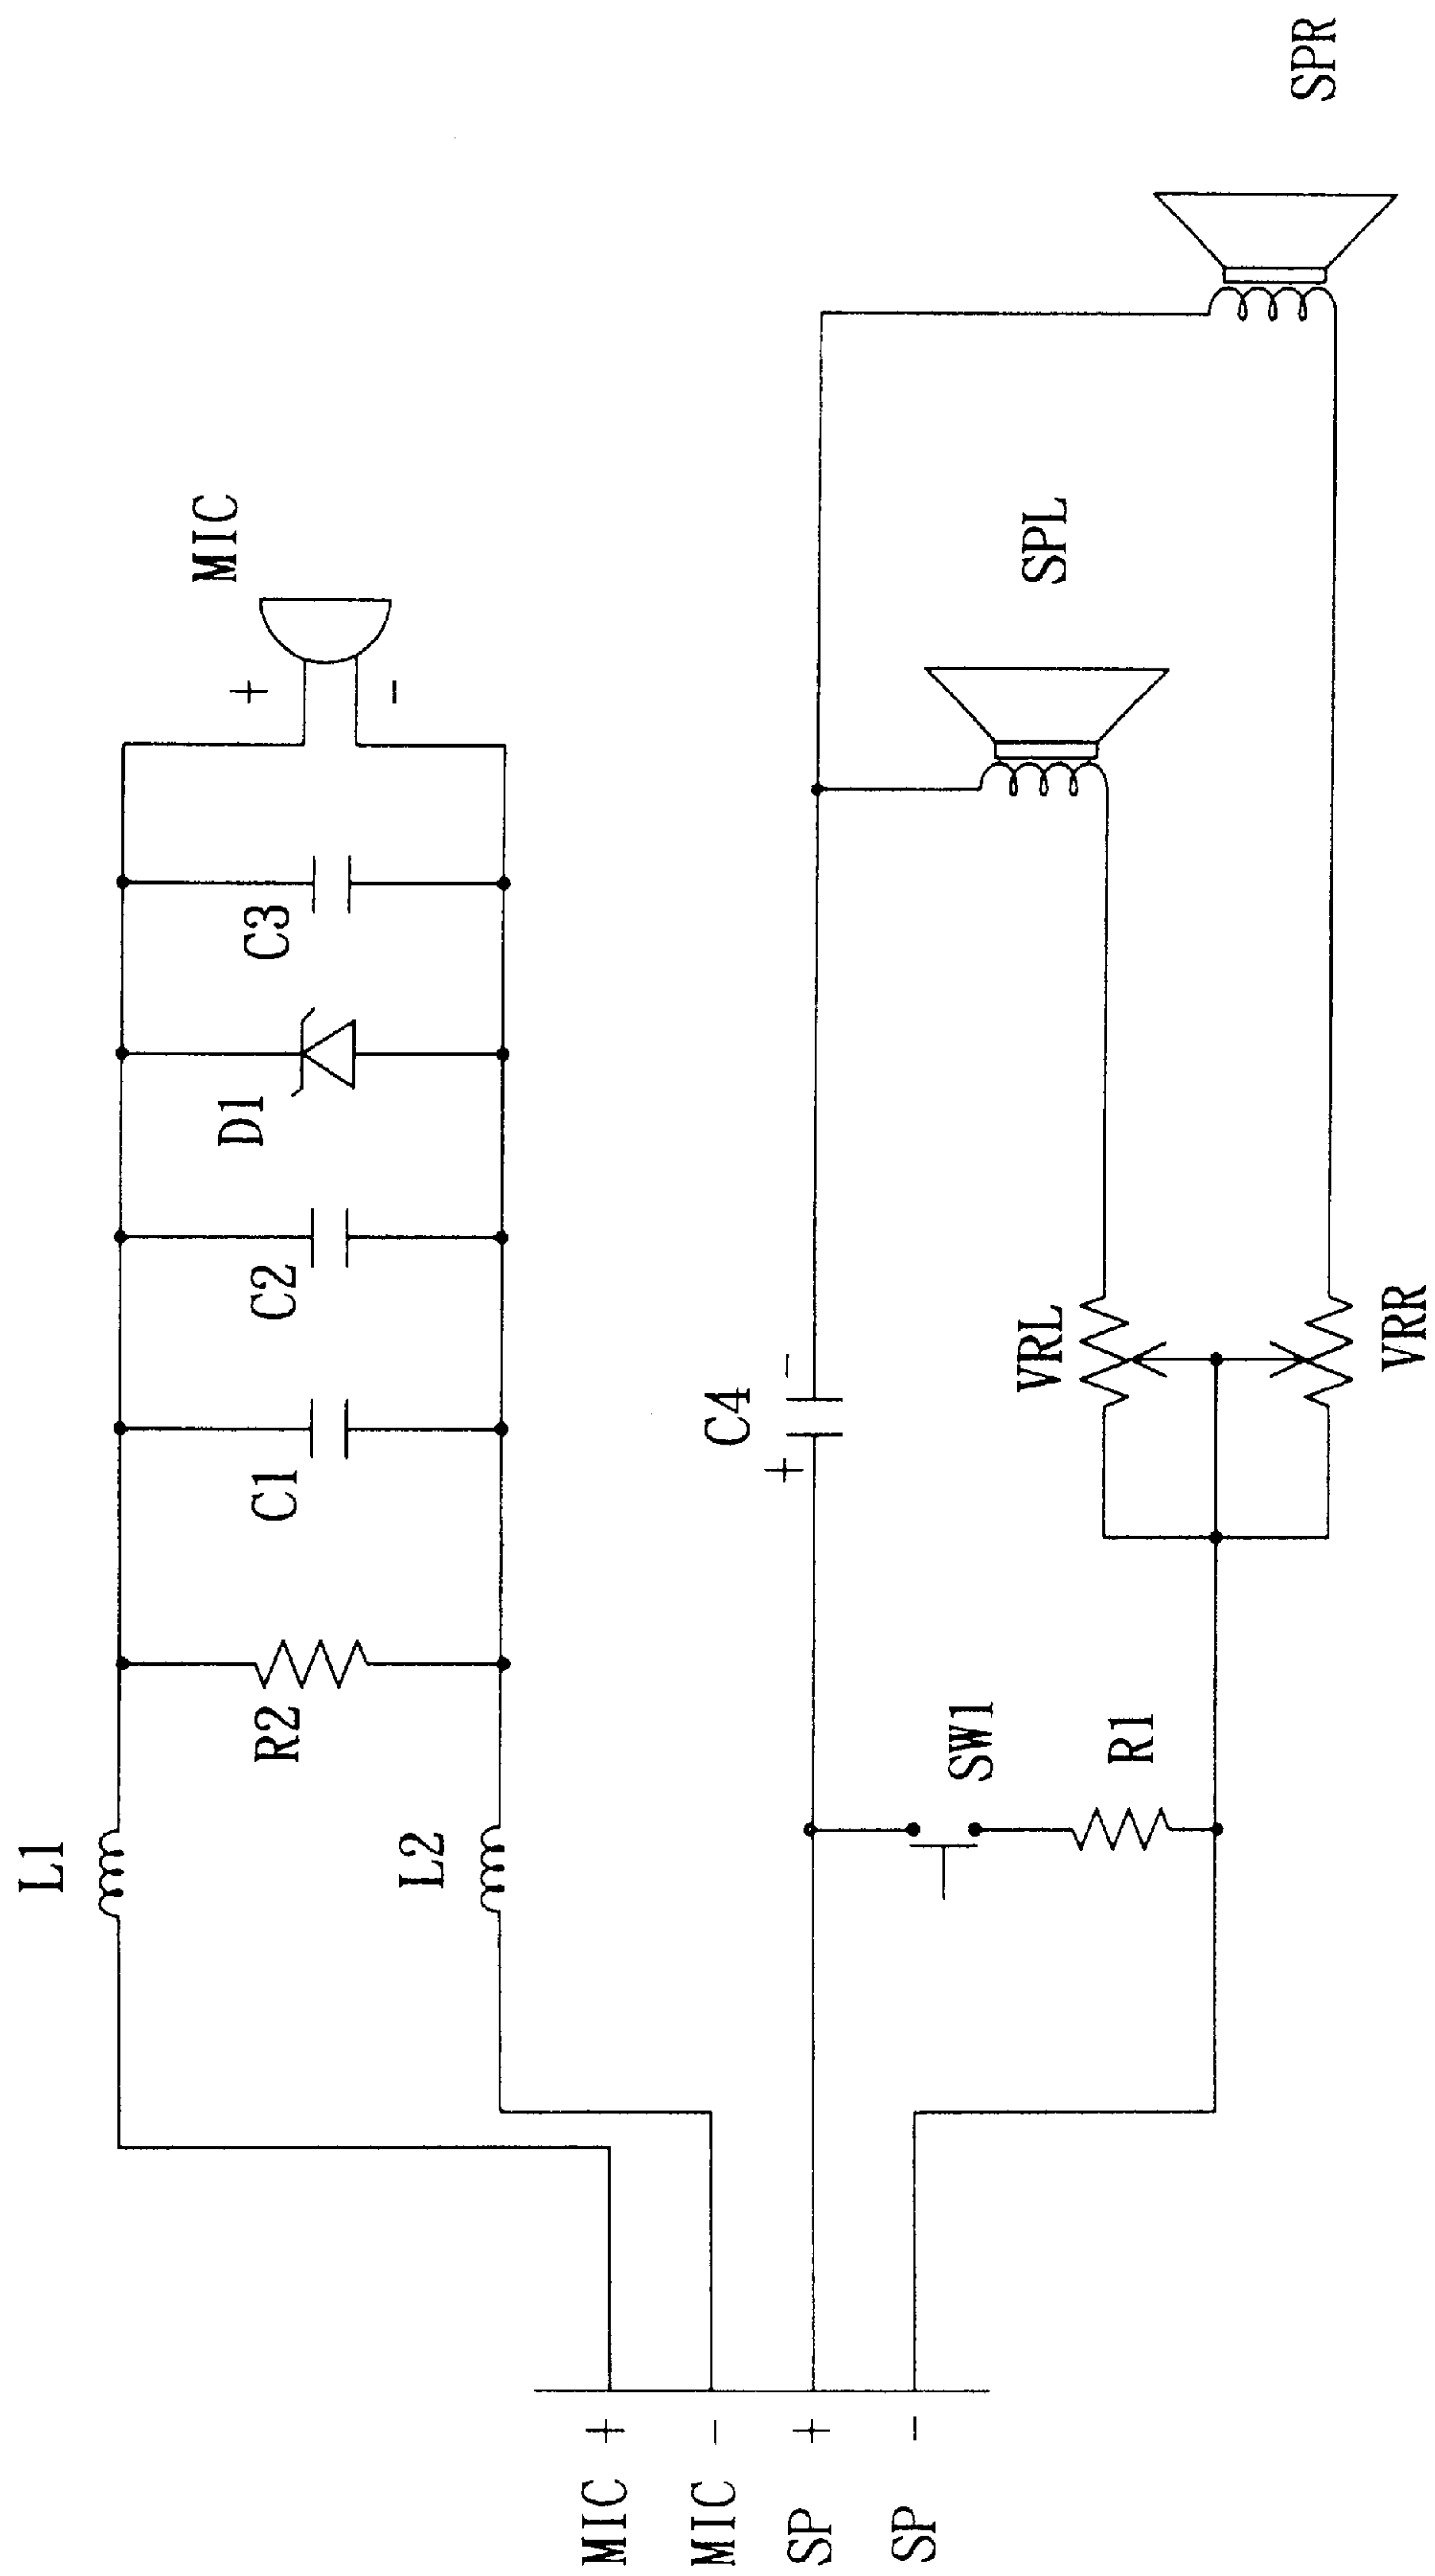 L1
R2
C1
C2
D1
C3
MIC
+
-
L2
MIC +
MIC -
SP +
SP -
C4
+
-
SW1
R1
VRL
VRR
SPL
SPR